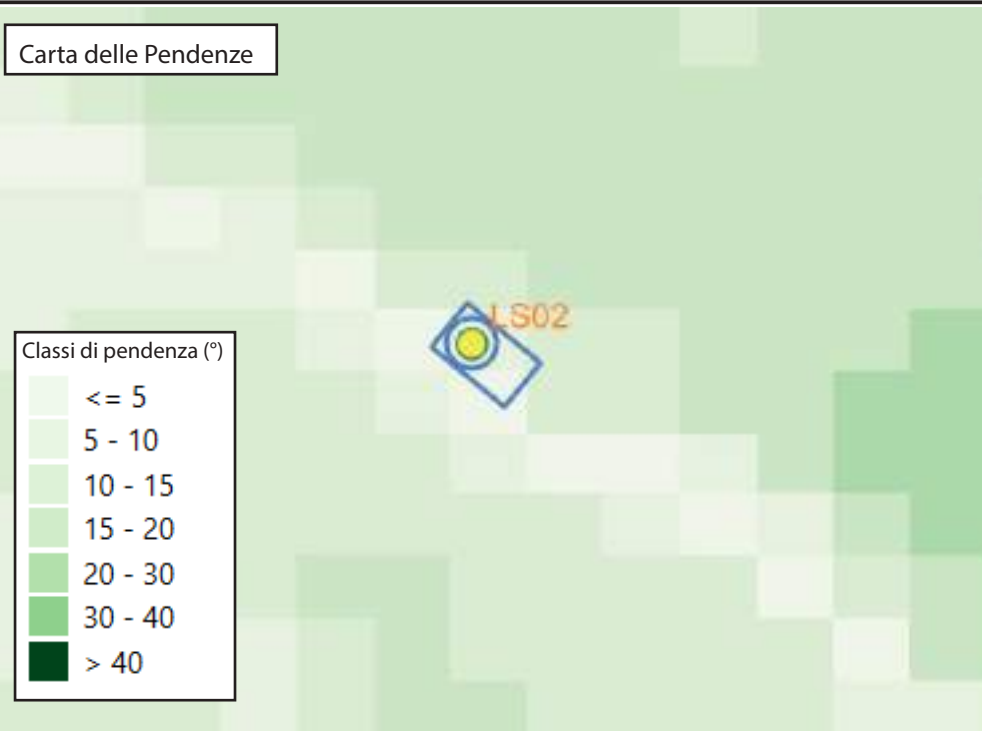 Carta delle Pendenze
LS02
Classi di pendenza (°)
<= 5
5 - 10
10 - 15
15 - 20
20 - 30
30 - 40
> 40